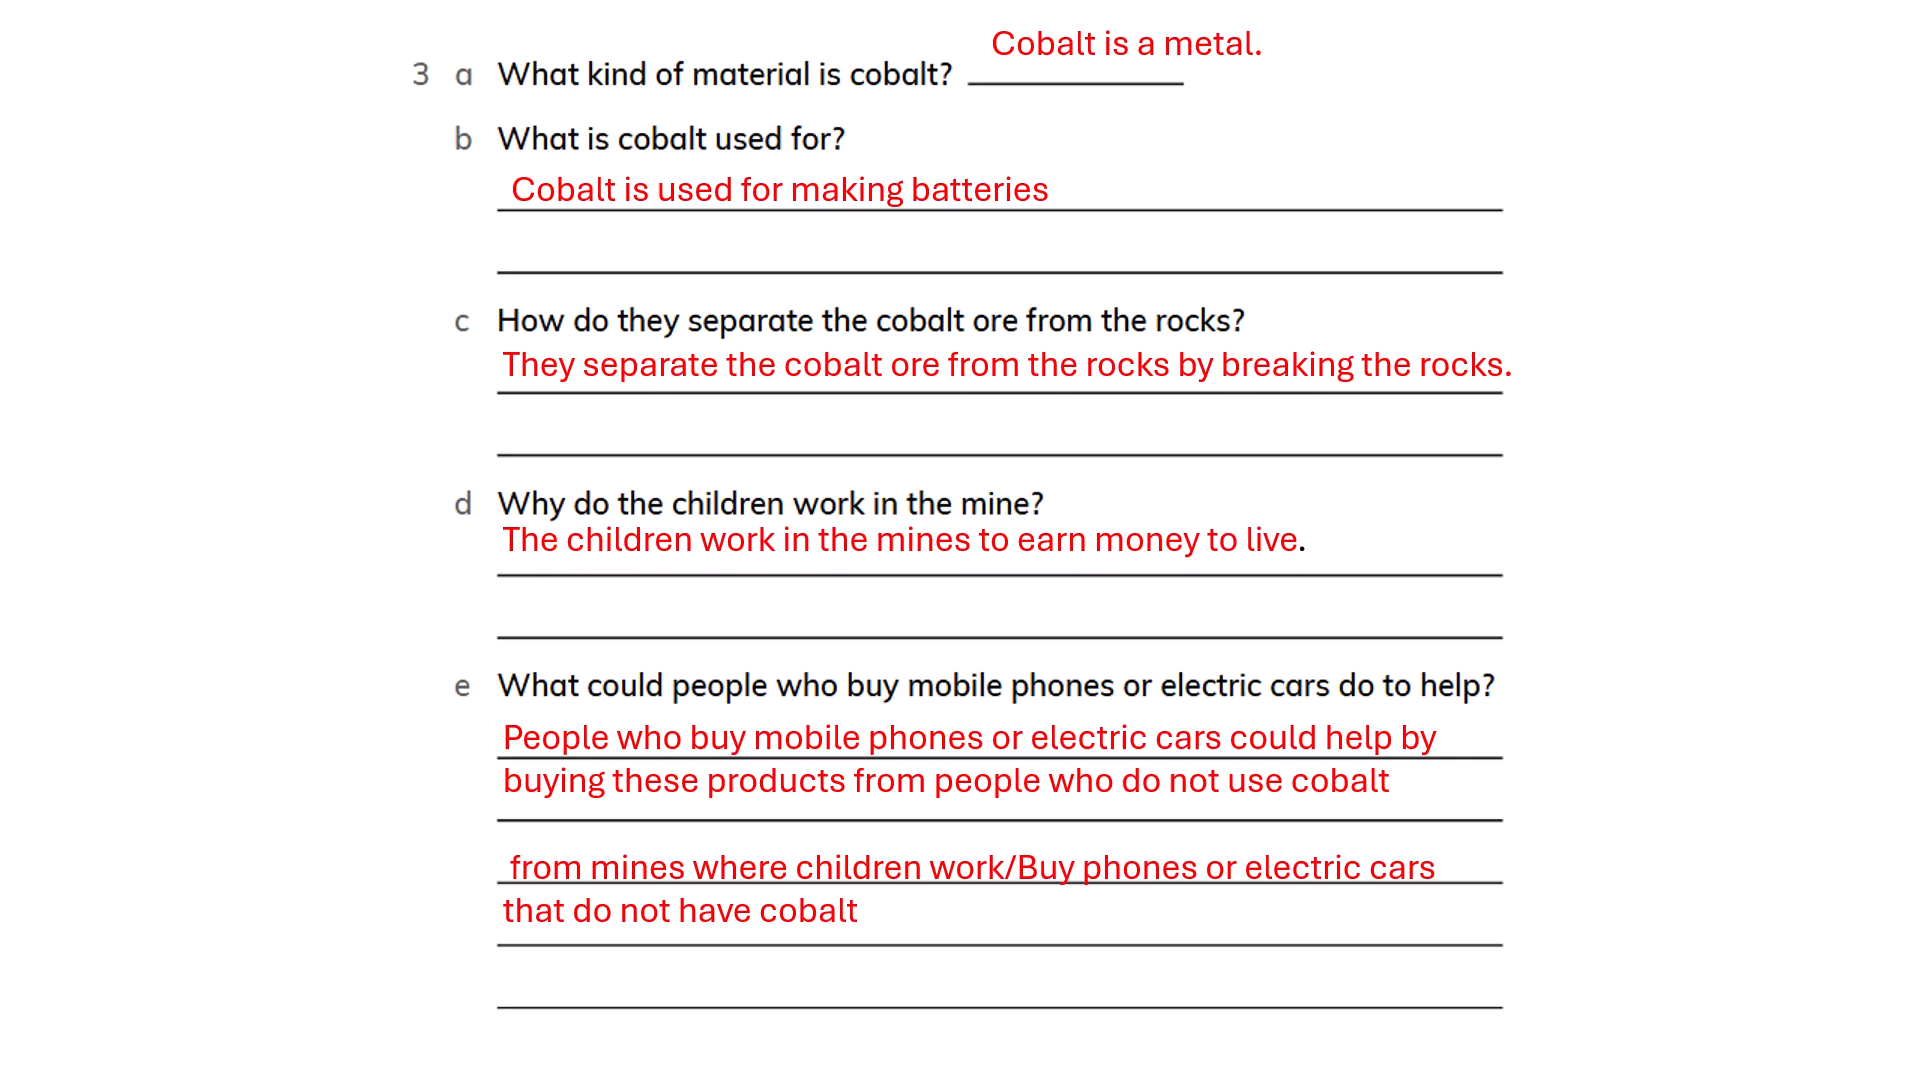 Cobalt is a metal.
3 a What kind of material is cobalt?
b What is cobalt used for?
Cobalt is used for making batteries
c How do they separate the cobalt ore from the rocks?
They separate the cobalt ore from the rocks by breaking the rocks.
d Why do the children work in the mine?
The children work in the mines to earn money to live.
e What could people who buy mobile phones or electric cars do to help?
People who buy mobile phones or electric cars could help by
buying these products from people who do not use cobalt
from mines where children work/Buy phones or electric cars
that do not have cobalt